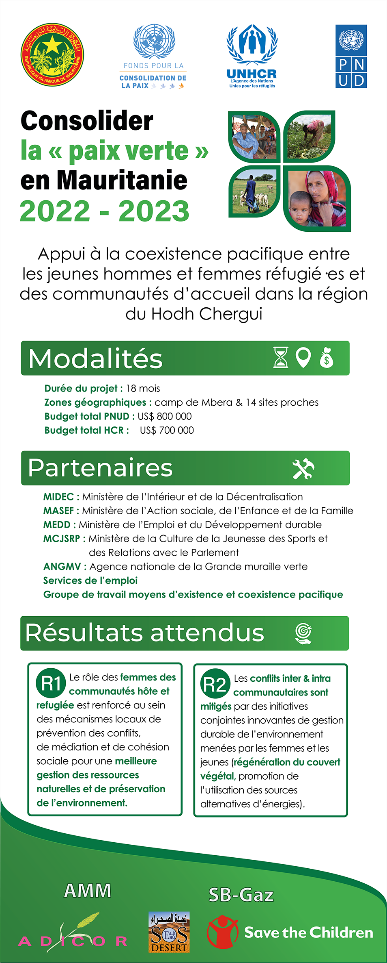 FONDS POUR LA
CONSOLIDATION DE
LA PAIX
UNHCR
L'Agence des Nations
Unies pour les réfugiés
P N
U D
Consolider
la « paix verte »
en Mauritanie
2022 - 2023
Appui à la coexistence pacifique entre
les jeunes hommes et femmes réfugié·es et
des communautés d'accueil dans la région
du Hodh Chergui
Modalités
Durée du projet : 18 mois
Zones géographiques : camp de Mbera & 14 sites proches
Budget total PNUD : US$ 800 000
Budget total HCR : US$ 700 000
Partenaires
MIDEC : Ministère de l'Intérieur et de la Décentralisation
MASEF : Ministère de l'Action sociale, de l'Enfance et de la Famille
MEDD : Ministère de l'Emploi et du Développement durable
MCJSRP : Ministère de la Culture de la Jeunesse des Sports et
des Relations avec le Parlement
ANGMV : Agence nationale de la Grande muraille verte
Services de l'emploi
Groupe de travail moyens d'existence et coexistence pacifique
Résultats attendus
R1 Le rôle des femmes des
communautés hôte et
refugiée est renforcé au sein
des mécanismes locaux de
prévention des conflits,
de médiation et de cohésion
sociale pour une meilleure
gestion des ressources
naturelles et de préservation
de l'environnement.
R2 Les conflits inter & intra
communautaires sont
mitigés par des initiatives
conjointes innovantes de gestion
durable de l'environnement
menées par les femmes et les
jeunes (régénération du couvert
végétal, promotion de
l'utilisation des sources
alternatives d'énergies).
AMM
SB-Gaz
ADICOR
SOS
DESERT
Save the Children